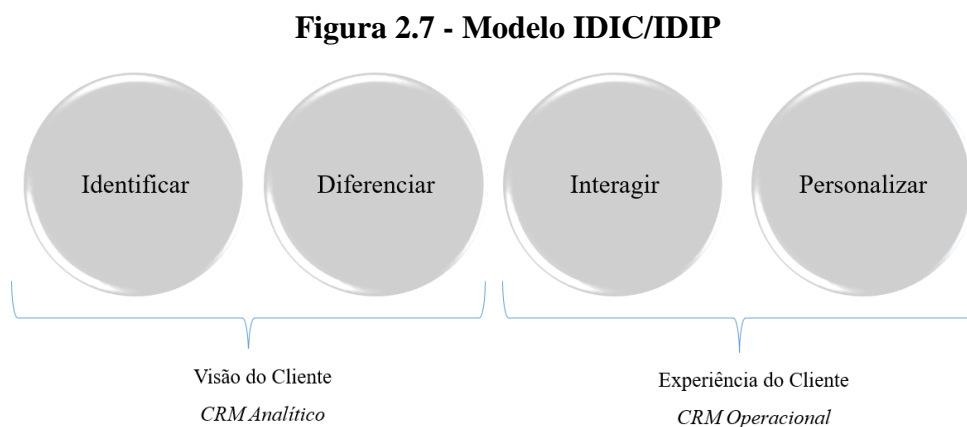 Figura 2.7 - Modelo IDIC/IDIP
Identificar
Diferenciar
Interagir
Personalizar
Visão do Cliente
CRM Analítico
Experiência do Cliente
CRM Operacional